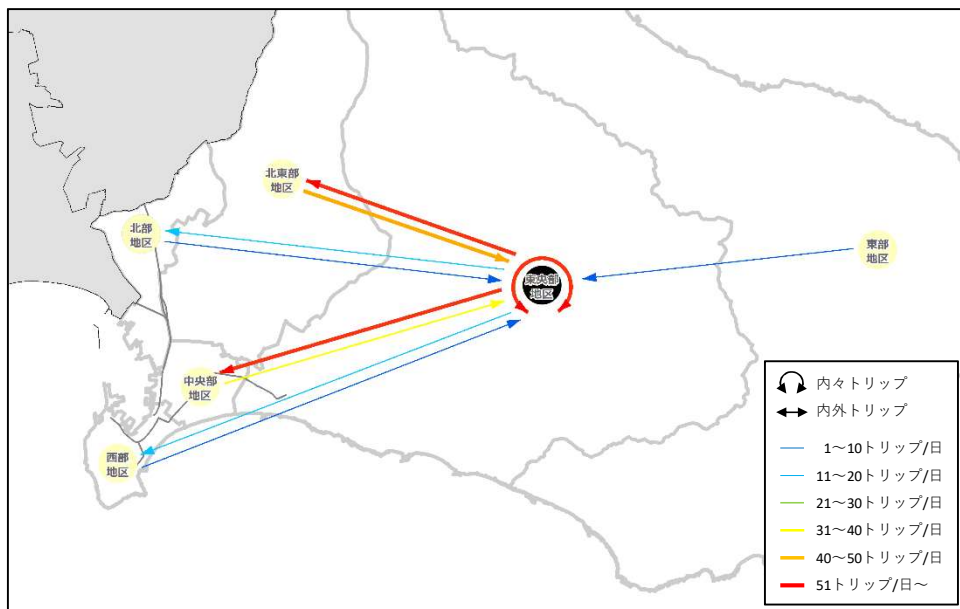 北東部
地区
北部
地区
東部
地区
東央部
地区
中央部
地区
西部
地区
内々トリップ
内外トリップ
1～10トリップ/日
11～20トリップ/日
21～30トリップ/日
31～40トリップ/日
40～50トリップ/日
51トリップ/日～